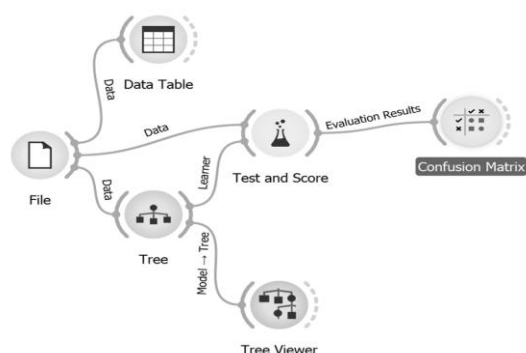 Data
Data Table
Data
Evaluation Results
Confusion Matrix
Test and Score
File
Data
Learner
Tree
Model → Tree
Tree Viewer